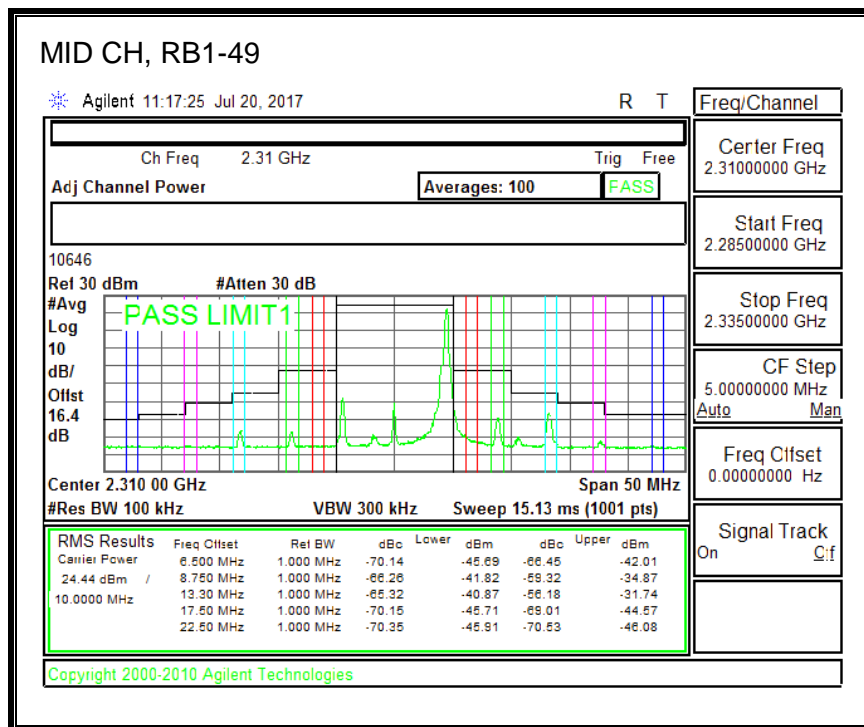 MID CH, RB1-49
Agilent 11:17:25 Jul 20, 2017 R T
Freq/Channel
Ch Freq 2.31 GHz Trig Free
Adj Channel Power Averages: 100 PASS
Center Freq
2.31000000 GHz
Start Freq
2.28500000 GHz
Stop Freq
2.33500000 GHz
CF Step
5.00000000 MHz
Auto Man
Freq Offset
0.00000000 Hz
Signal Track
On Off
10646
Ref 30 dBm #Atten 30 dB
#Avg
Log
10
dB/
Offst
16.4
dB
PASS LIMIT1
Center 2.310 00 GHz Span 50 MHz
#Res BW 100 kHz VBW 300 kHz Sweep 15.13 ms (1001 pts)
RMS Results Freq Offset Ref BW dBc Lower dBm dBc Upper dBm
Carrier Power 6.500 MHz 1.000 MHz -70.14 -45.69 -66.45 -42.01
24.44 dBm / 8.750 MHz 1.000 MHz -66.26 -41.82 -59.32 -34.87
10.0000 MHz 13.30 MHz 1.000 MHz -65.32 -40.87 -56.18 -31.74
17.50 MHz 1.000 MHz -70.15 -45.71 -69.01 -44.57
22.50 MHz 1.000 MHz -70.35 -45.91 -70.53 -46.08
Copyright 2000-2010 Agilent Technologies